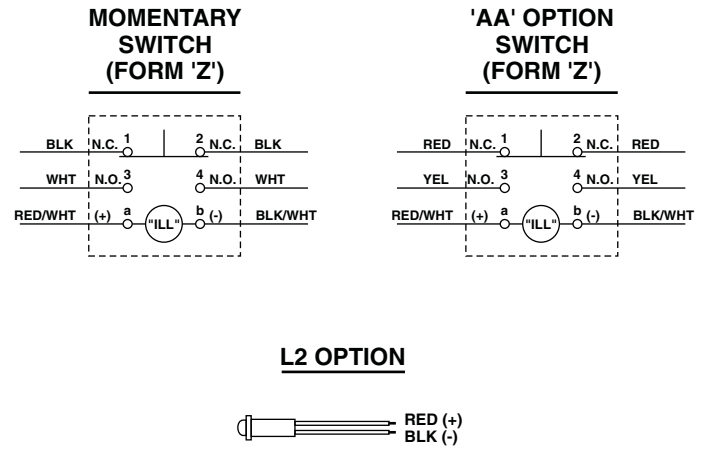 MOMENTARY
SWITCH
(FORM 'Z')
BLK N.C. 1 2 N.C. BLK
WHT N.O. 3 4 N.O. WHT
RED/WHT (+) a "ILL" b (-) BLK/WHT
'AA' OPTION
SWITCH
(FORM 'Z')
RED N.C. 1 2 N.C. RED
YEL N.O. 3 4 N.O. YEL
RED/WHT (+) a "ILL" b (-) BLK/WHT
L2 OPTION
RED (+)
BLK (-)